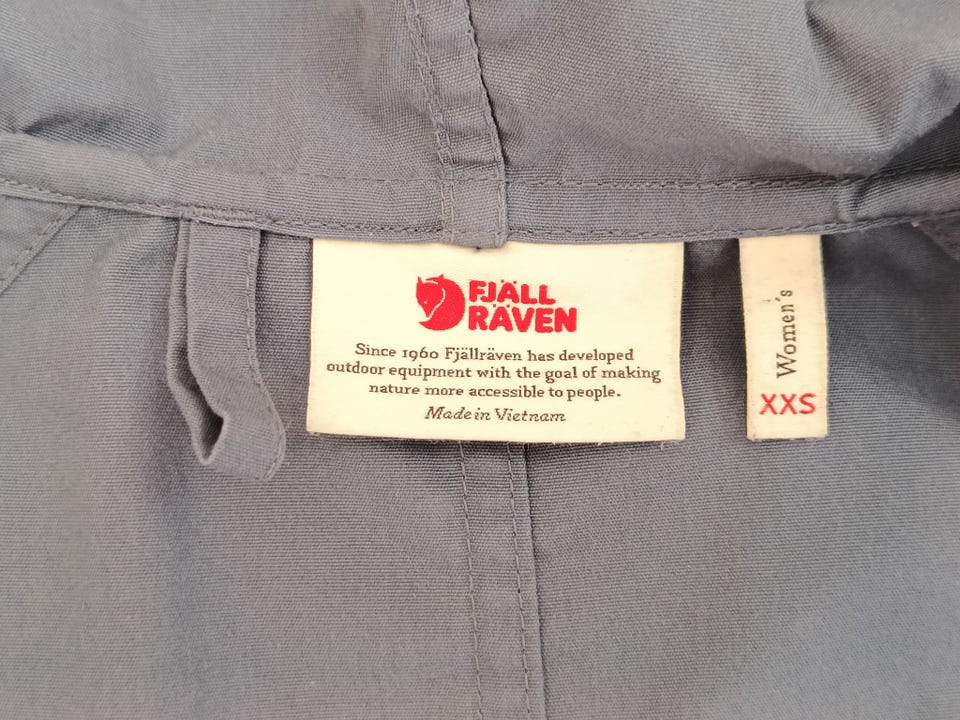 FJÄLL
RÄVEN
Since 1960 Fjällräven has developed
outdoor equipment with the goal of making
nature more accessible to people.
Made in Vietnam
Women's
XXS